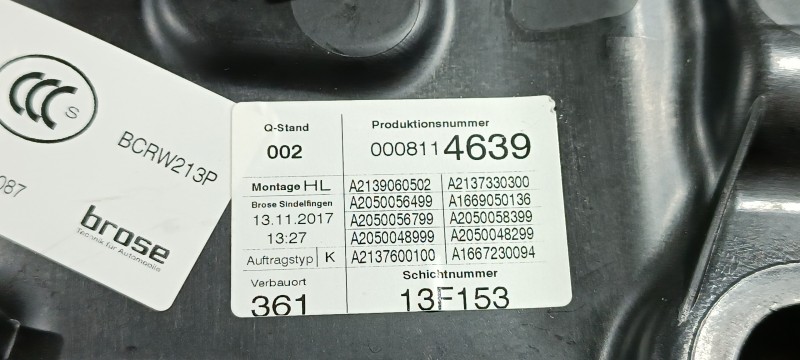 CCC S
BCRW213P
087
brose
Technik für Automobile
Q-Stand
002
Produktionsnummer
0008114639
Montage HL
Brose Sindelfingen
13.11.2017
13:27
Auftragstyp K
A2139060502 A2137330300
A2050056499 A1669050136
A2050056799 A2050058399
A2050048999 A2050048299
A2137600100 A1667230094
Verbauort
361
Schichtnummer
13F153